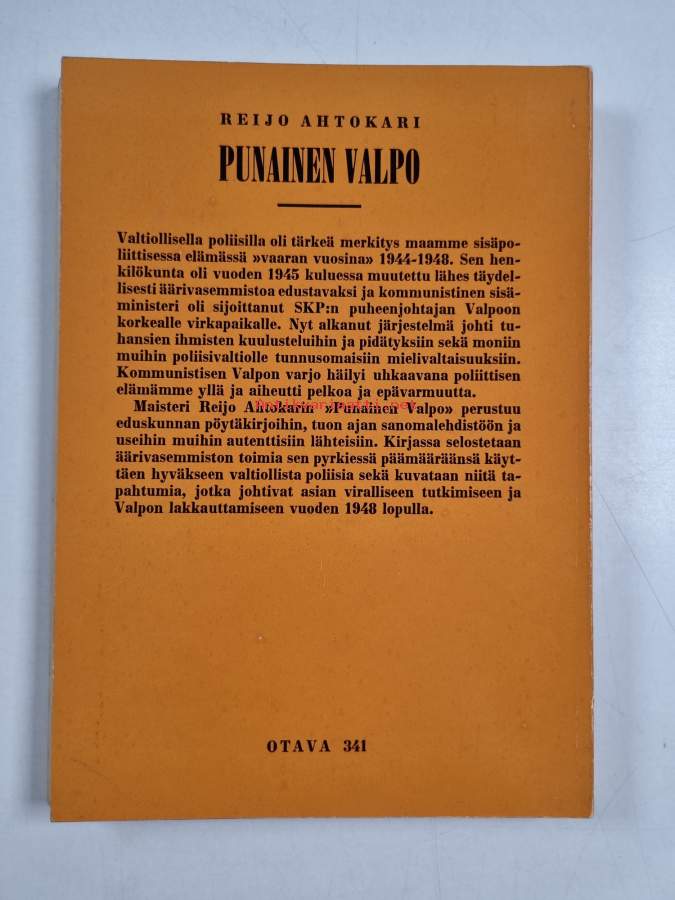 REIJO AHTOKARI
PUNAINEN VALPO
Valtiollisella poliisilla oli tärkeä merkitys maamme sisäpo-
liittisessa elämässä »vaaran vuosina» 1944-1948. Sen hen-
kilökunta oli vuoden 1945 kuluessa muutettu lähes täydel-
lisesti äärivasemmistoa edustavaksi ja kommunistinen sisä-
ministeri oli sijoittanut SKP:n puheenjohtajan Valpoon
korkealle virkapaikalle. Nyt alkanut järjestelmä johti tu-
hansien ihmisten kuulusteluihin ja pidätyksiin sekä moniin
muihin poliisivaltiolle tunnusomaisiin mielivaltaisuuksiin.
Kommunistisen Valpon varjo häilyi uhkaavana poliittisen
elämämme yllä ja aiheutti pelkoa ja epävarmuutta.
Antikvariaatti.net
Maisteri Reijo Ahtokarin »Punainen Valpo» perustuu
eduskunnan pöytäkirjoihin, tuon ajan sanomalehdistöön ja
useihin muihin autenttisiin lähteisiin. Kirjassa selostetaan
äärivasemmiston toimia sen pyrkiessä päämääräänsä käyt-
täen hyväkseen valtiollista poliisia sekä kuvataan niitä ta-
pahtumia, jotka johtivat asian viralliseen tutkimiseen ja
Valpon lakkauttamiseen vuoden 1948 lopulla.
OTAVA 341